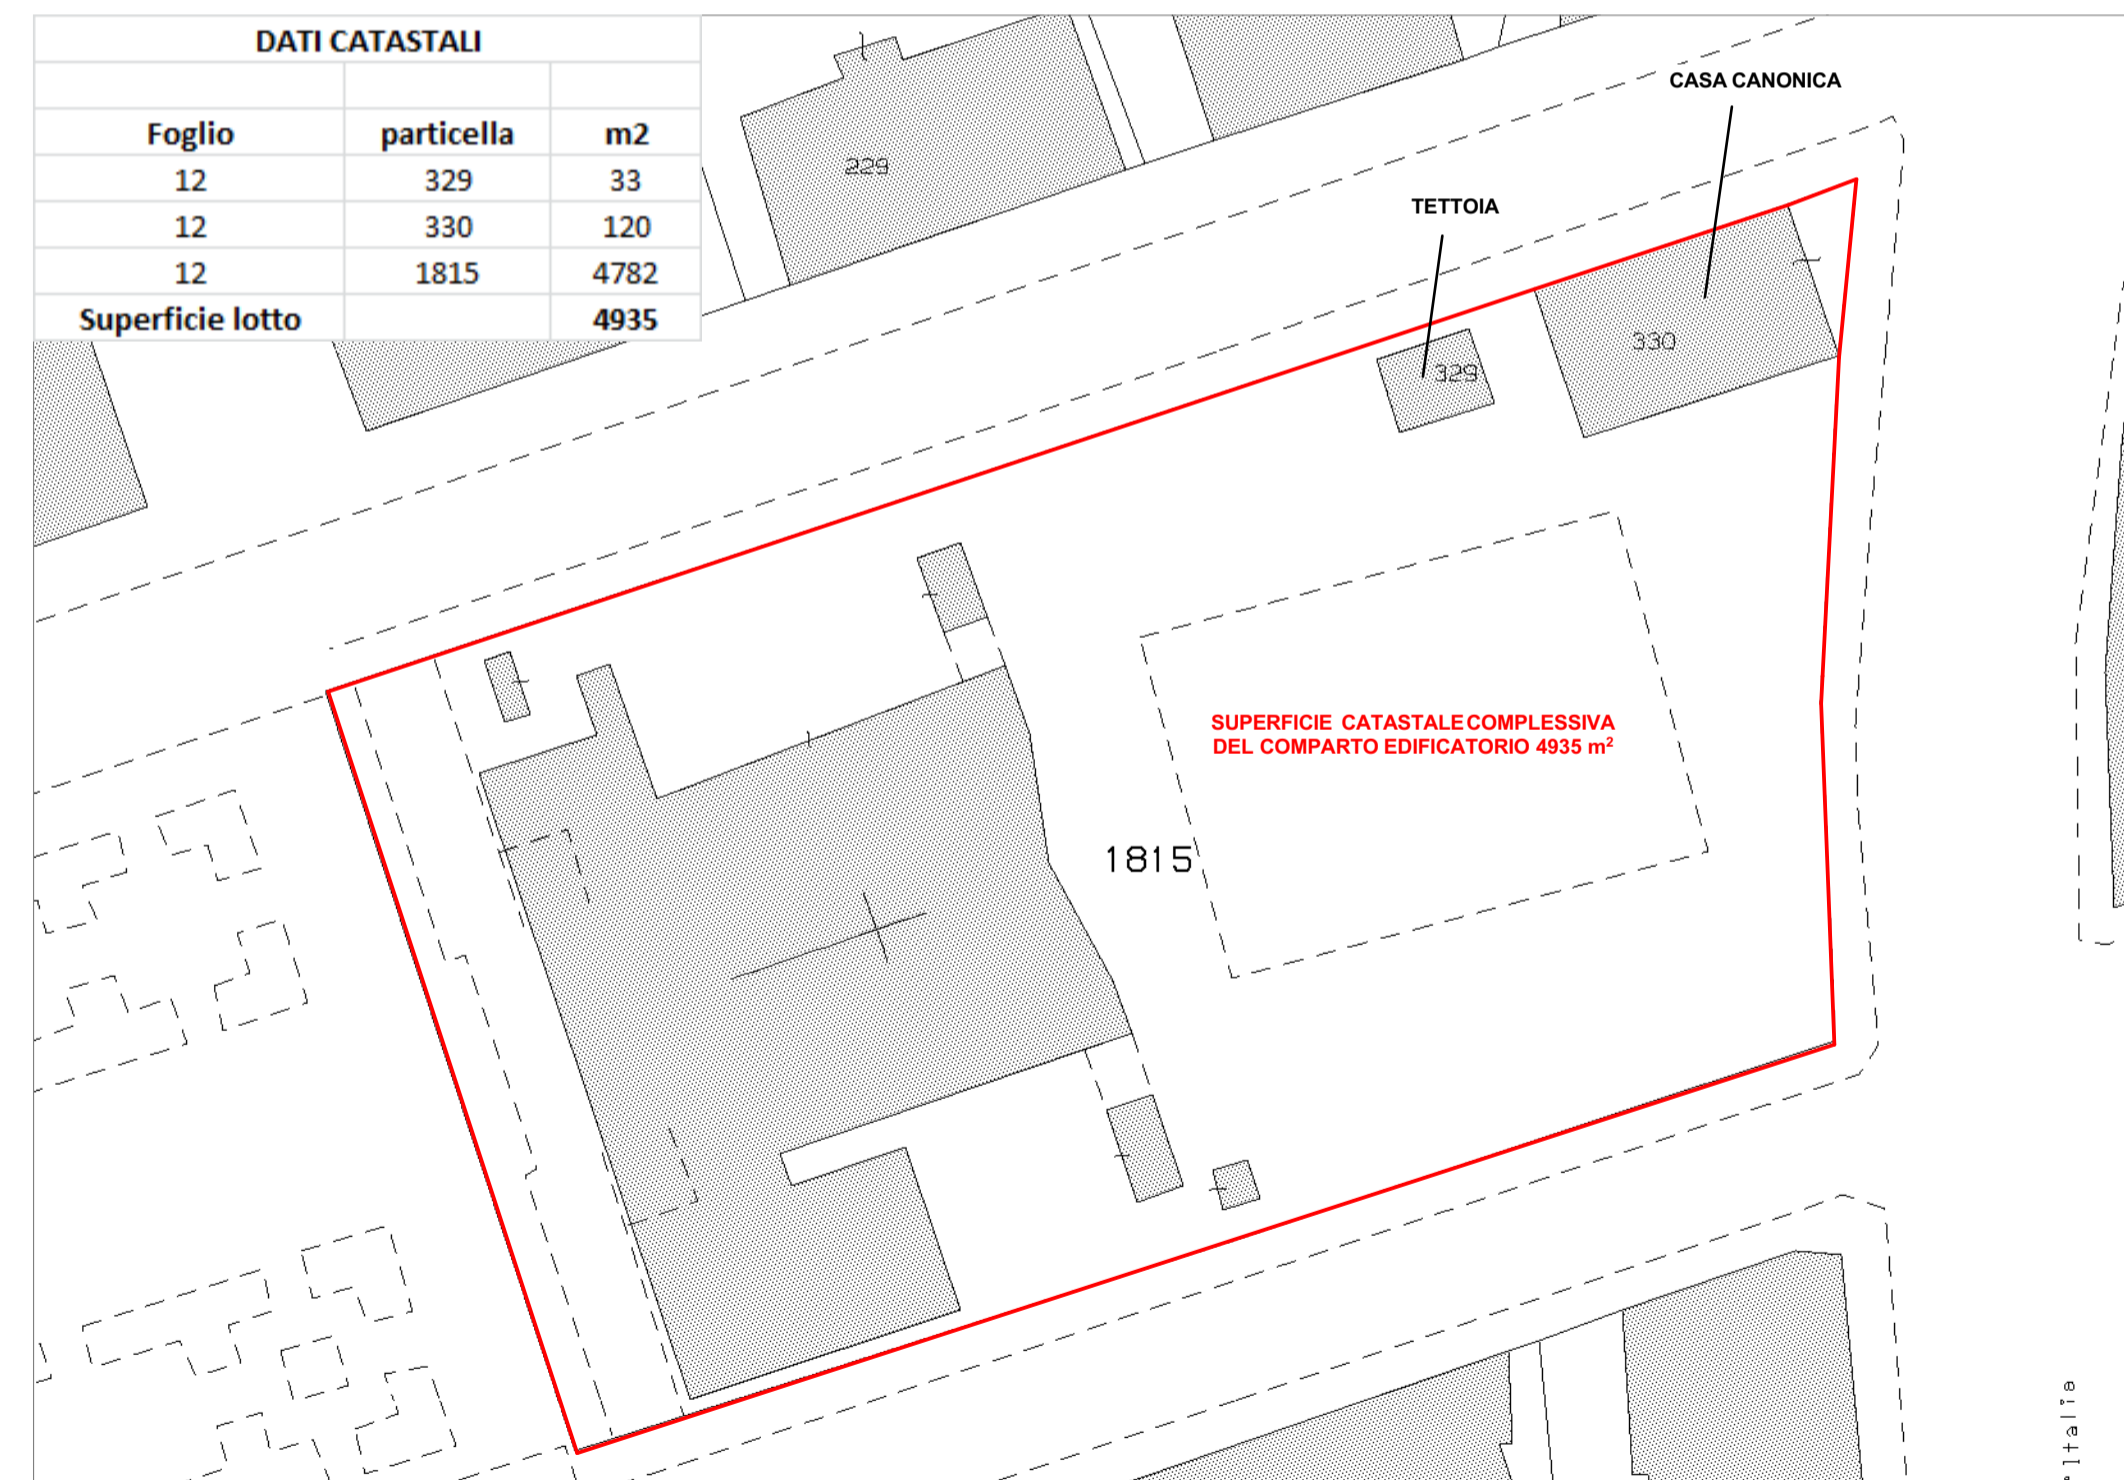 DATI CATASTALI
Foglio particella m2
12 329 33
12 330 120
12 1815 4782
Superficie lotto 4935
CASA CANONICA
TETTOIA
229
330
329
SUPERFICIE CATASTALE COMPLESSIVA
DEL COMPARTO EDIFICATORIO 4935 m²
1815
'Italia